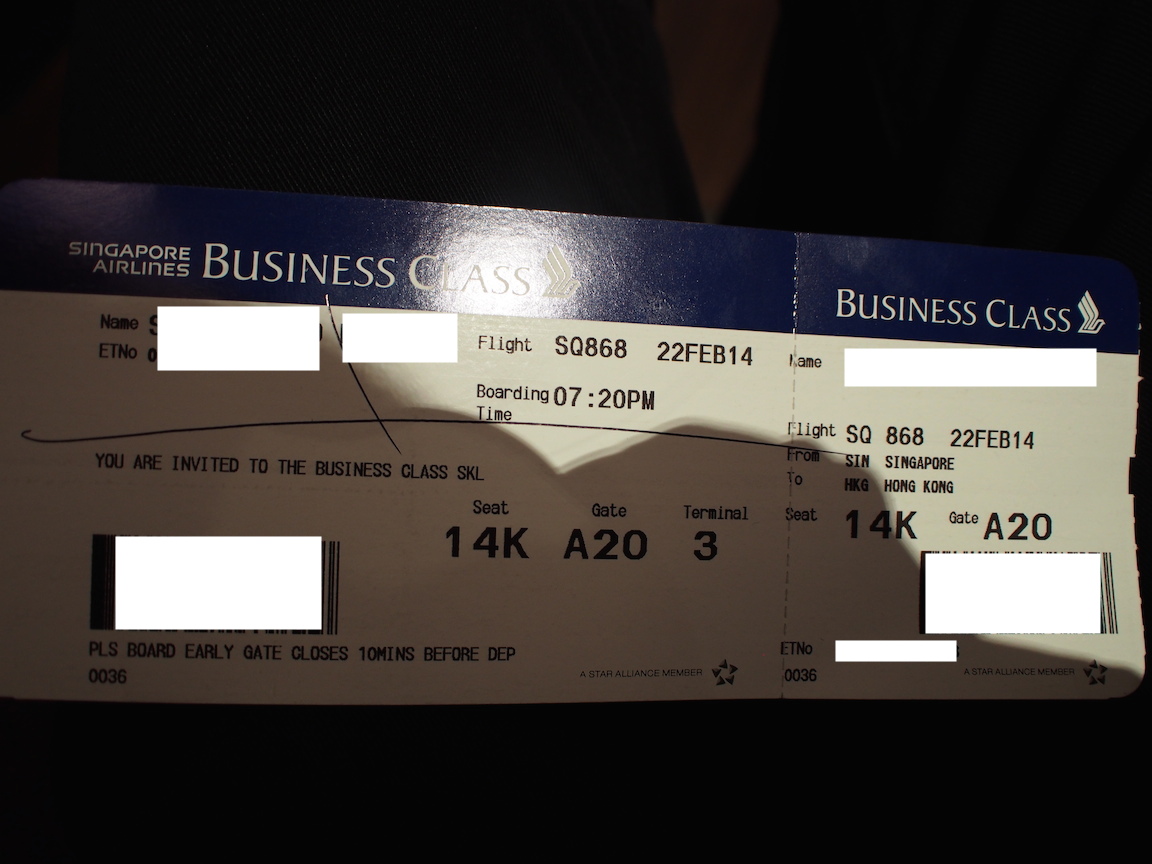 SINGAPORE AIRLINES BUSINESS CLASS
Name
ETNo
Flight SQ868 22FEB14
Boarding Time 07:20PM
YOU ARE INVITED TO THE BUSINESS CLASS SKL
Seat Gate Terminal
14K A20 3
PLS BOARD EARLY GATE CLOSES 10MINS BEFORE DEP
0036
A STAR ALLIANCE MEMBER
BUSINESS CLASS
Name
Flight SQ 868 22FEB14
From SIN SINGAPORE
To HKG HONG KONG
Seat 14K Gate A20
ETNo
0036
A STAR ALLIANCE MEMBER